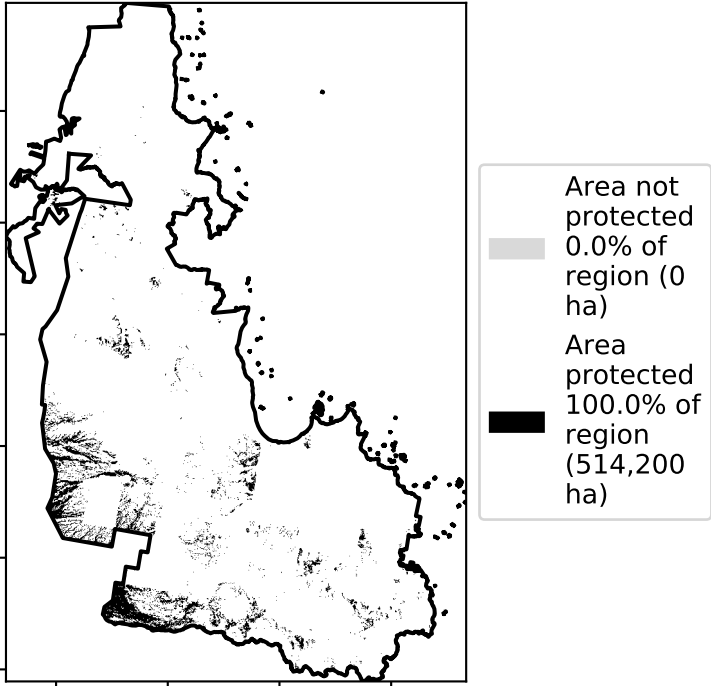 Area not
protected
0.0% of
region (0
ha)
Area
protected
100.0% of
region
(514,200
ha)